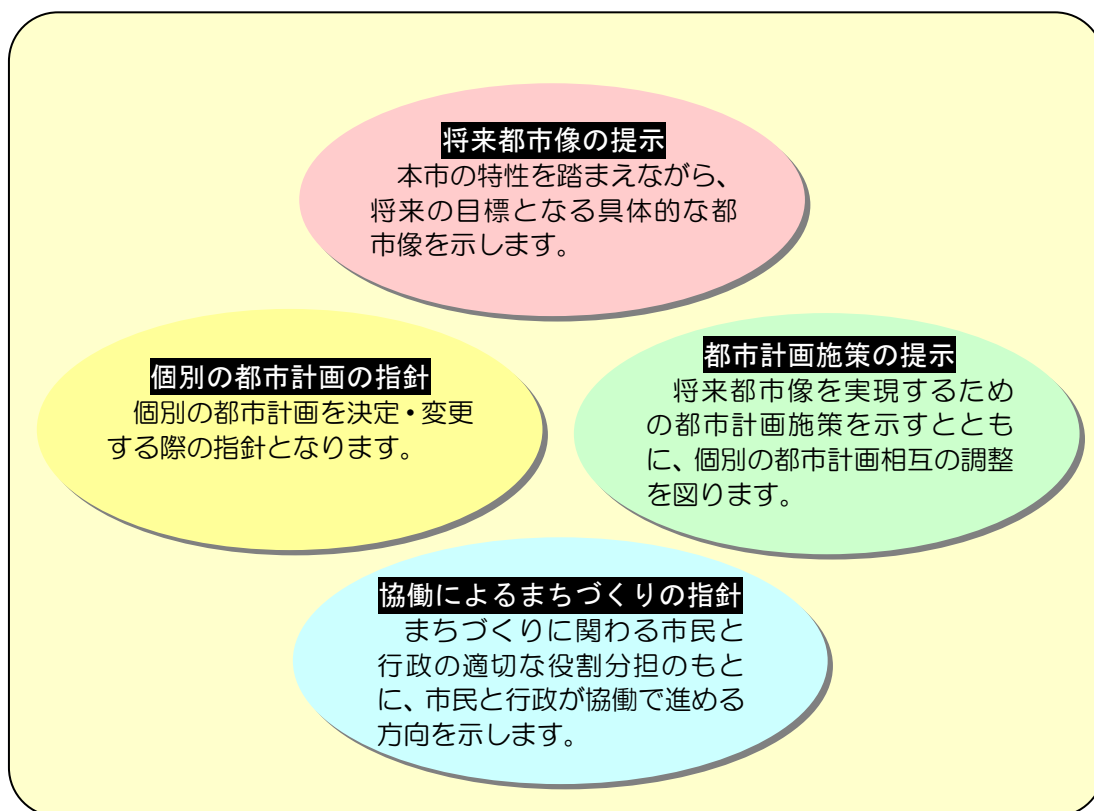 将来都市像の提示
本市の特性を踏まえながら、
将来の目標となる具体的な都
市像を示します。
個別の都市計画の指針
個別の都市計画を決定・変更
する際の指針となります。
都市計画施策の提示
将来都市像を実現するため
の都市計画施策を示すととも
に、個別の都市計画相互の調整
を図ります。
協働によるまちづくりの指針
まちづくりに関わる市民と
行政の適切な役割分担のもと
に、市民と行政が協働で進める
方向を示します。